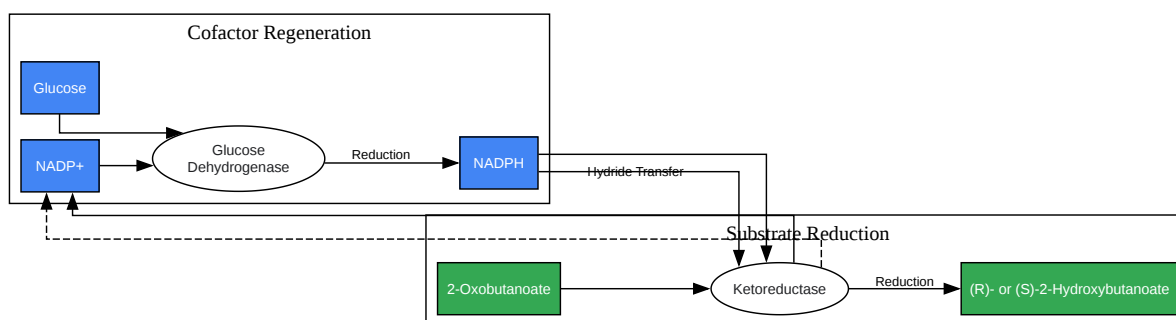 Cofactor Regeneration
Glucose
NADP+
Glucose
Dehydrogenase
Reduction
NADPH
Hydride Transfer
Substrate Reduction
2-Oxobutanoate
Ketoreductase
Reduction
(R)- or (S)-2-Hydroxybutanoate